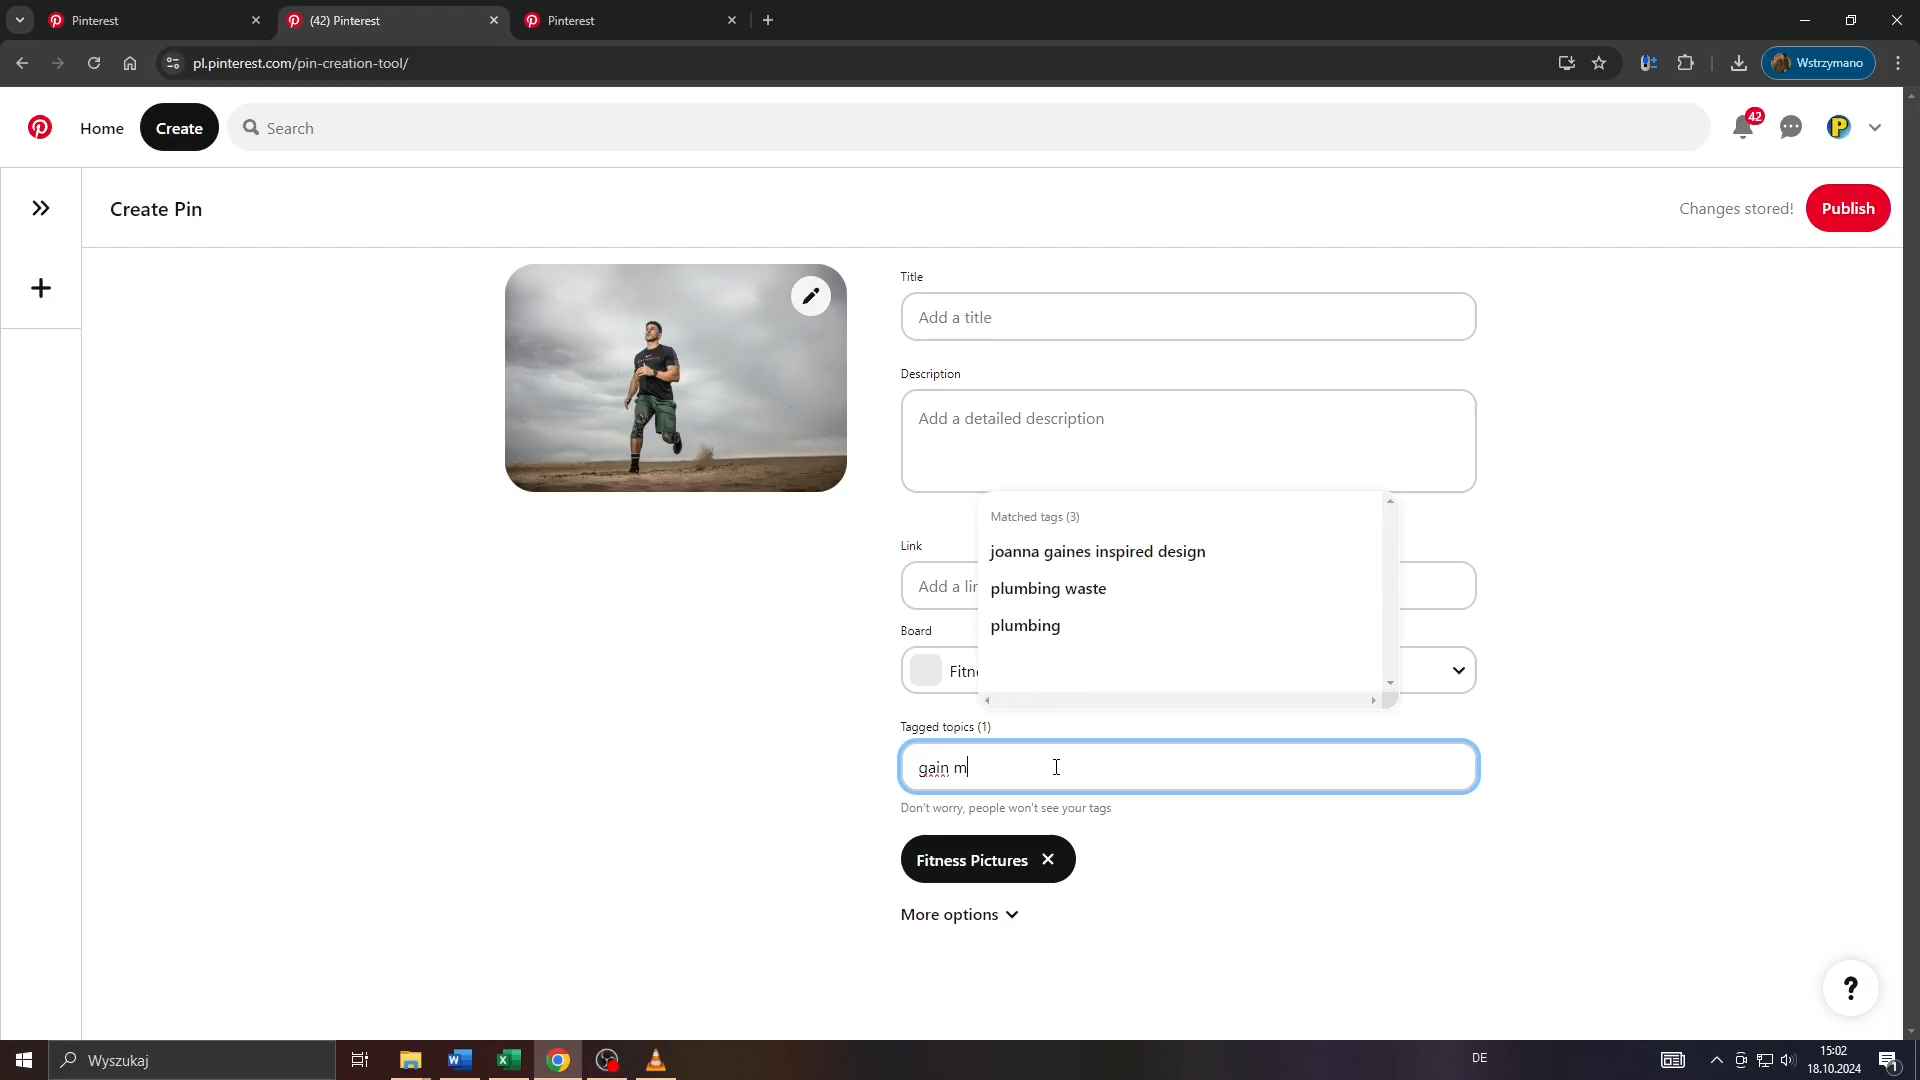 Pinterest
(42) Pinterest
Pinterest
pl.pinterest.com/pin-creation-tool/
Wstrzymano
Home
Create
Search
42
P
Create Pin
Changes stored!
Publish
Title
Add a title
Description
Add a detailed description
Matched tags (3)
joanna gaines inspired design
plumbing waste
plumbing
Link
Add a lin
Board
Fitne
Tagged topics (1)
gain m
Don't worry, people won't see your tags
Fitness Pictures
More options
?
Wyszukaj
DE
15:02
18.10.2024
1